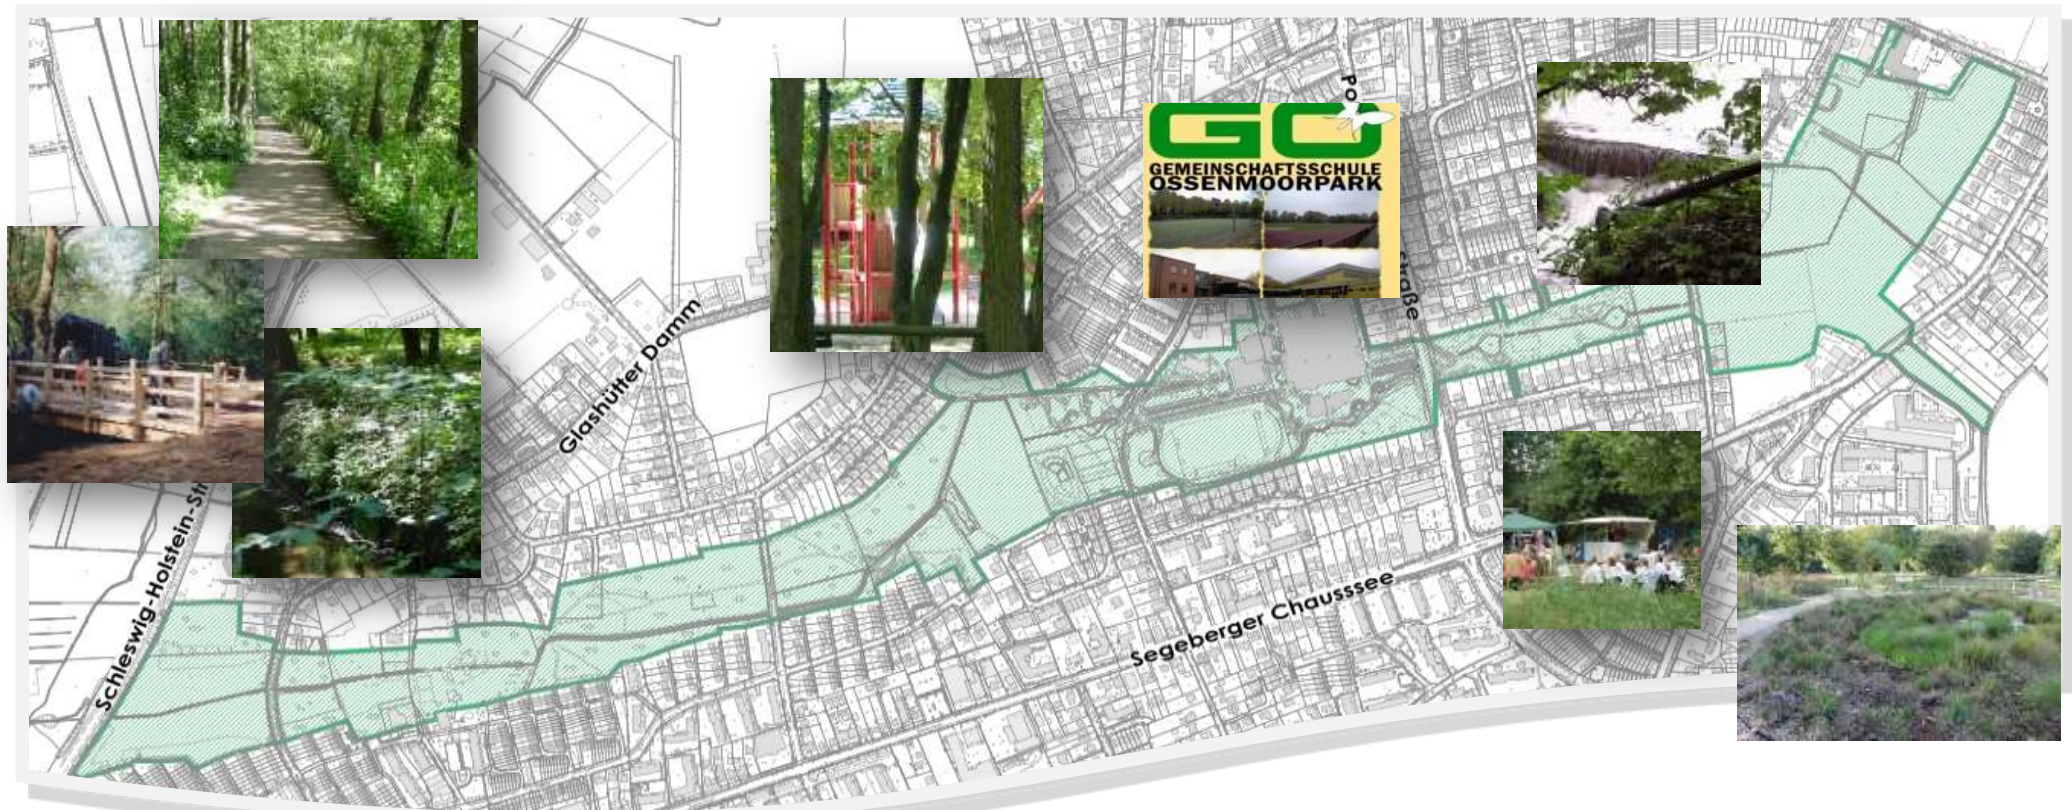 Po
GO
GEMEINSCHAFTSSCHULE
OSSENMOORPARK
straße
Glashütter Damm
Schleswig-Holstein-Str
Segeberger Chausssee